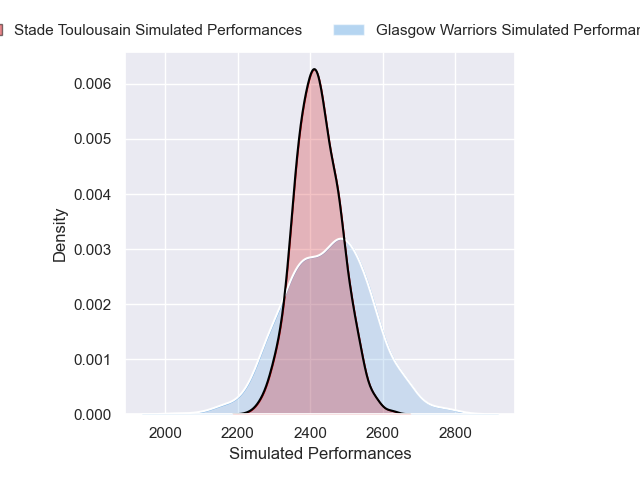 Stade Toulousain Simulated Performances
Glasgow Warriors Simulated
0.006
0.005
0.004
0.003
0.002
0.001
0.000
Density
2000 2200 2400 2600 2800
Simulated Performances